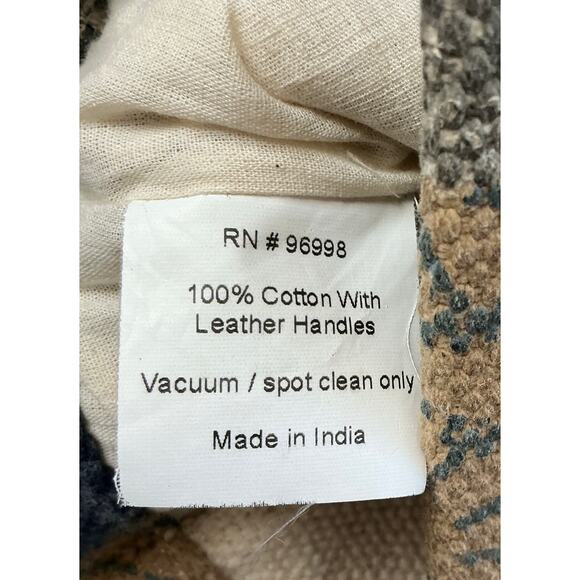 RN # 96998
100% Cotton With
Leather Handles
Vacuum / spot clean only
Made in India